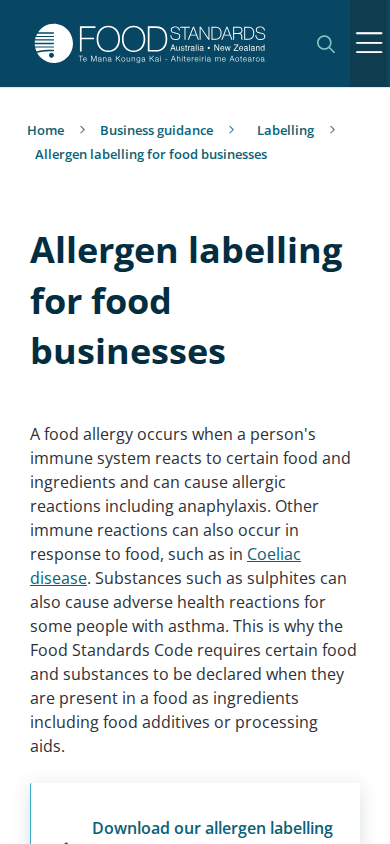 FOOD STANDARDS
Australia • New Zealand
Te Mana Kounga Kai - Ahitereiria me Aotearoa
Home > Business guidance > Labelling >
Allergen labelling for food businesses
Allergen labelling
for food
businesses
A food allergy occurs when a person's
immune system reacts to certain food and
ingredients and can cause allergic
reactions including anaphylaxis. Other
immune reactions can also occur in
response to food, such as in Coeliac
disease. Substances such as sulphites can
also cause adverse health reactions for
some people with asthma. This is why the
Food Standards Code requires certain food
and substances to be declared when they
are present in a food as ingredients
including food additives or processing
aids.
Download our allergen labelling